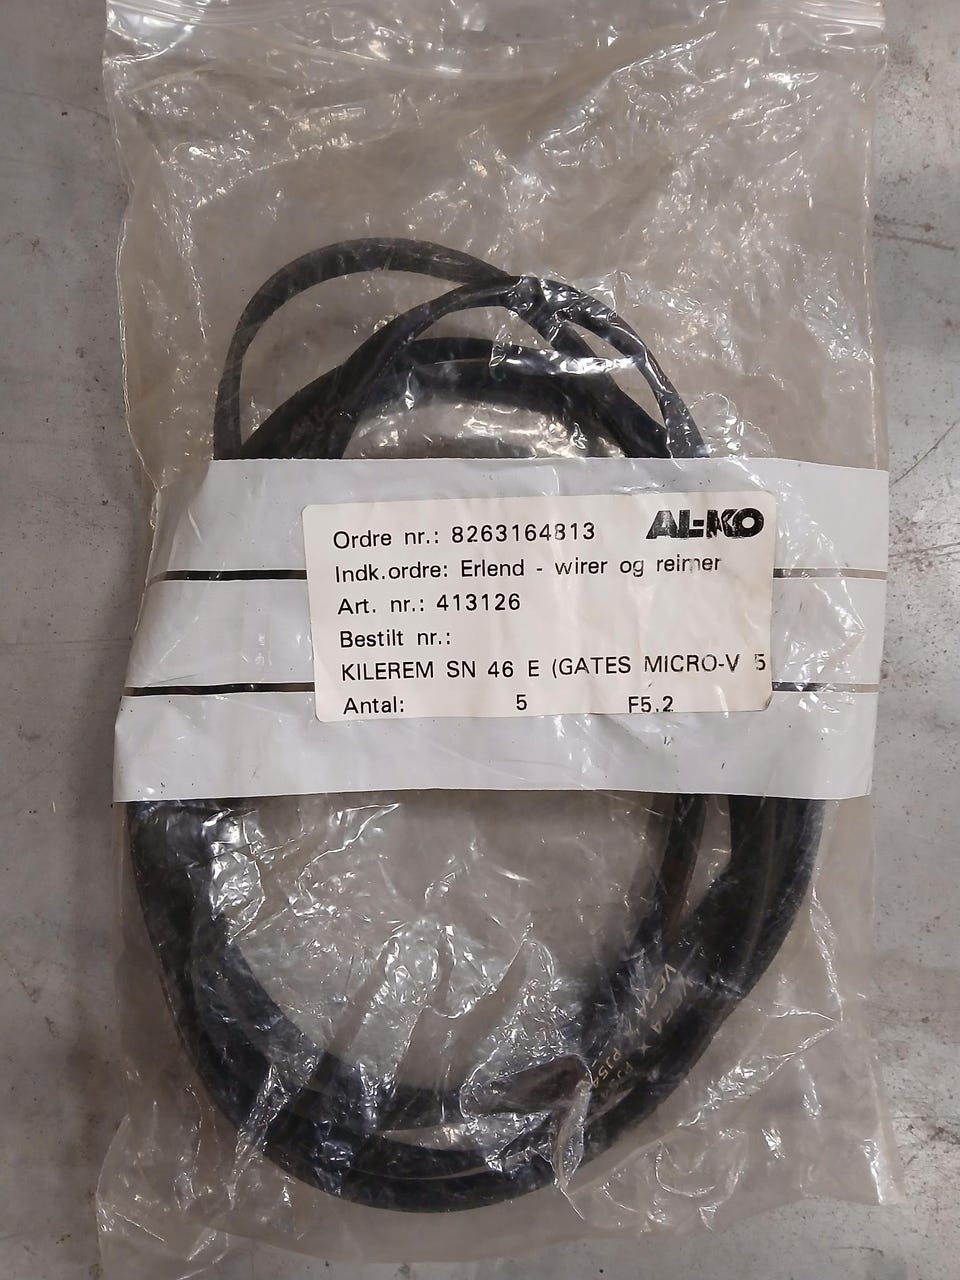 AL-KO
Ordre nr.: 8263164813
Indk.ordre: Erlend - wirer og reimer
Art. nr.: 413126
Bestilt nr.:
KILEREM SN 46 E (GATES MICRO-V 5
Antal: 5 F5.2
VEGA